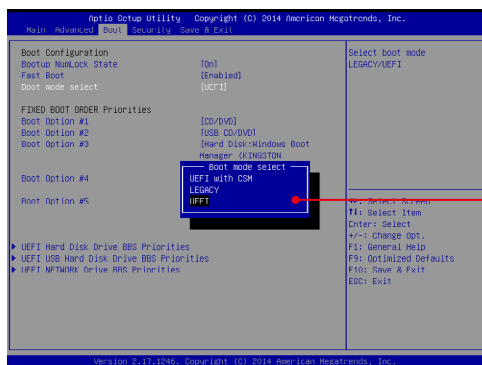 Aptio Setup Utility Copyright (C) 2014 American Megatrends, Inc.
Main Advanced Boot Security Save & Exit
Boot Configuration
Bootup NumLock State [On]
Fast Boot [Enabled]
Boot mode select [UEFI]
FIXED BOOT ORDER Priorities
Boot Option #1 [CD/DVD]
Boot Option #2 [USB CD/DVD]
Boot Option #3 [Hard Disk:Windows Boot
Manager (KINGSTON
Boot Option #4
Boot Option #5
Boot mode select
UEFI with CSM
LEGACY
UEFI
UEFI Hard Disk Drive BBS Priorities
UEFI USB Hard Disk Drive BBS Priorities
UEFI NETWORK Drive BBS Priorities
Select boot mode
LEGACY/UEFI
Select Screen
↑↓: Select Item
Enter: Select
+/-: Change Opt.
F1: General Help
F9: Optimized Defaults
F10: Save & Exit
ESC: Exit
Version 2.17.1246. Copyright (C) 2014 American Megatrends, Inc.